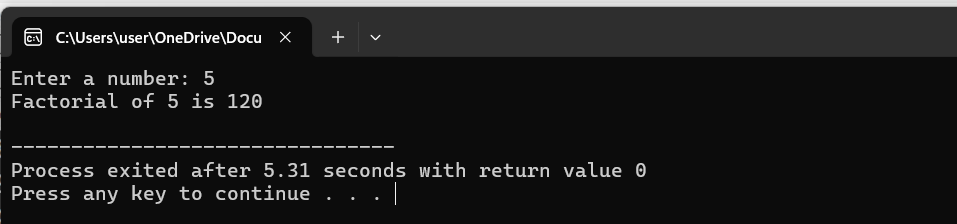 C:\Users\user\OneDrive\Docu
Enter a number: 5
Factorial of 5 is 120
--------------------------------
Process exited after 5.31 seconds with return value 0
Press any key to continue . . .